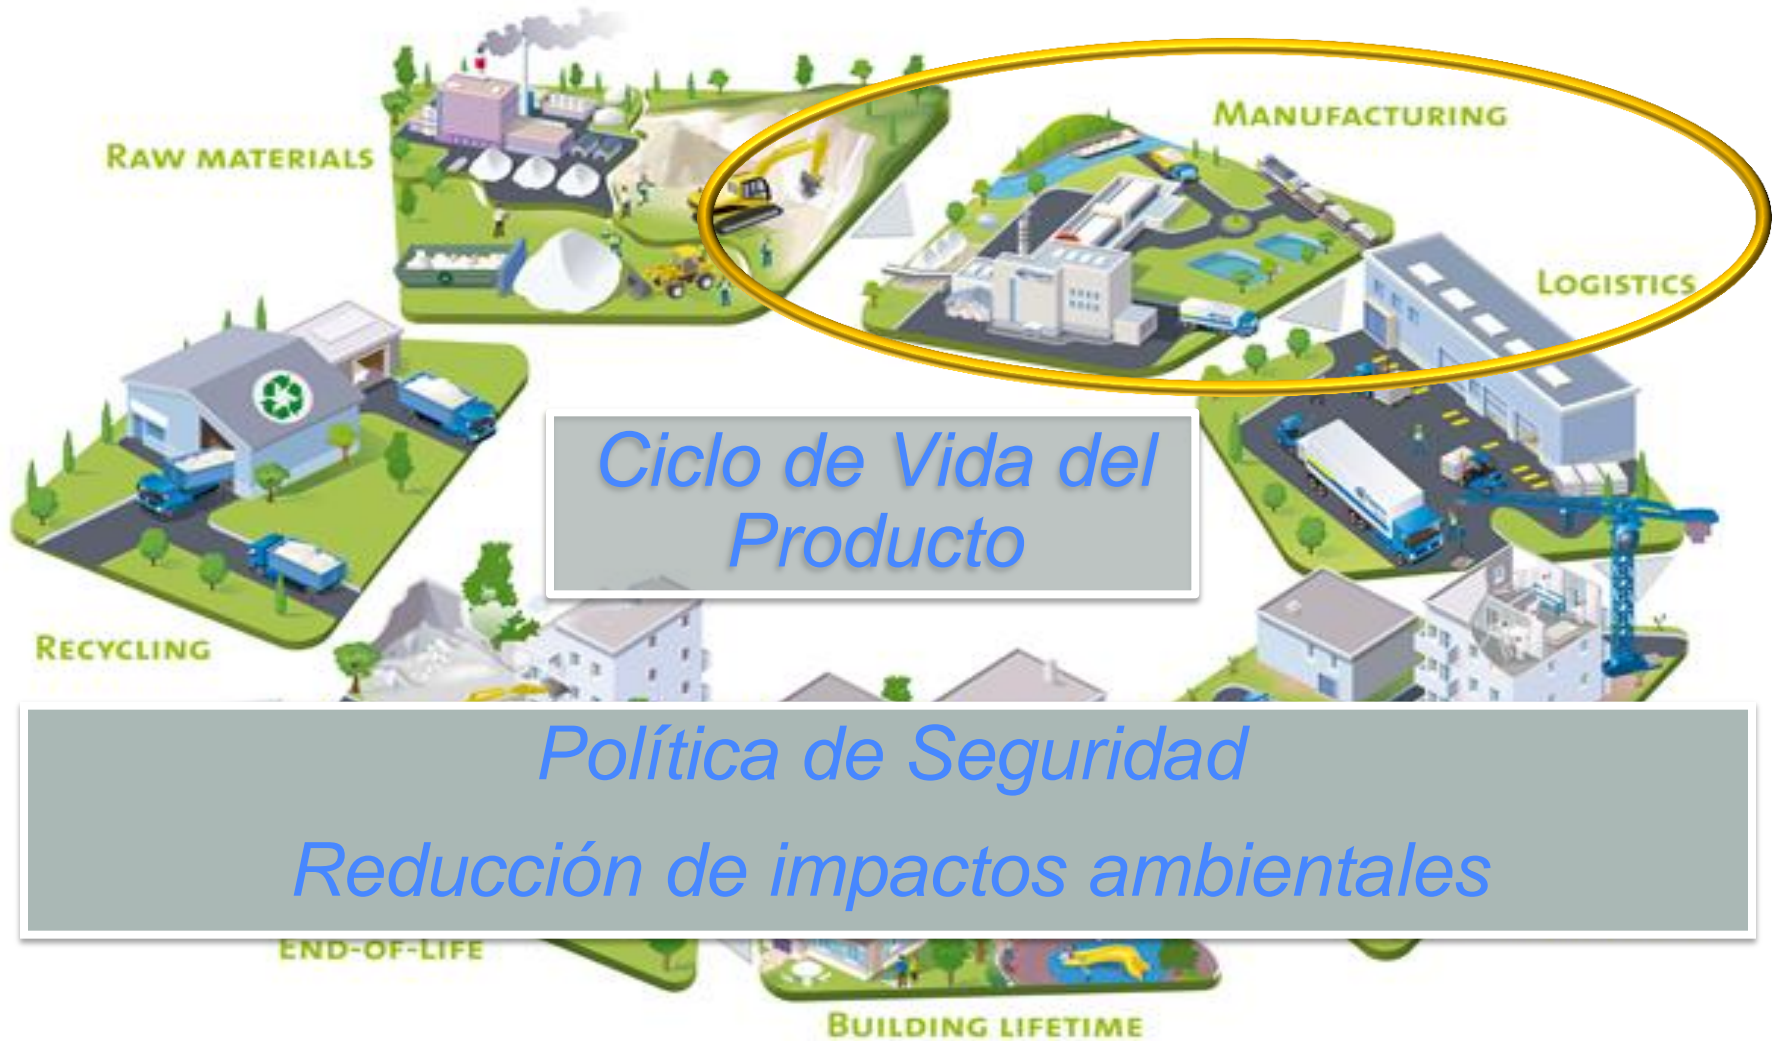 MANUFACTURING
RAW MATERIALS
LOGISTICS
Ciclo de Vida del
Producto
RECYCLING
Política de Seguridad
Reducción de impactos ambientales
END-OF-LIFE
BUILDING LIFETIME